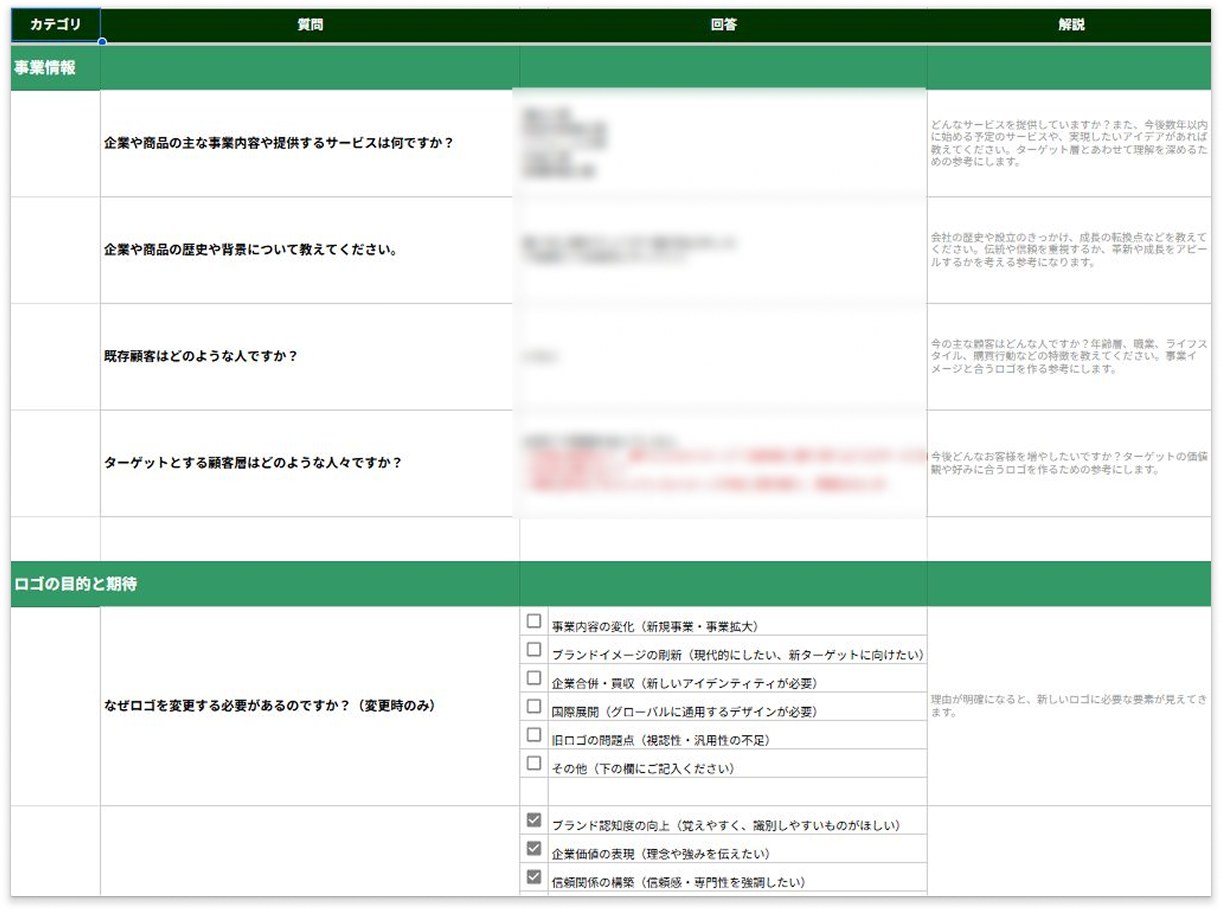 カテゴリ 質問 回答 解説
事業情報
企業や商品の主な事業内容や提供するサービスは何ですか？
どんなサービスを提供していますか？また、今後数年以内
に始める予定のサービスや、実現したいアイデアがあれば
教えてください。ターゲット層とあわせて理解を深めるた
めの参考にします。
企業や商品の歴史や背景について教えてください。
会社の歴史や設立のきっかけ、成長の転換点などを教えて
ください。伝統や信頼を重視するか、革新や成長をアピー
ルするかを考える参考になります。
既存顧客はどのような人ですか？
今の主な顧客はどんな人ですか？年齢層、職業、ライフス
タイル、購買行動などの特徴を教えてください。事業イ
メージと合うロゴを作る参考にします。
ターゲットとする顧客層はどのような人々ですか？
今後どんなお客様を増やしたいですか？ターゲットの価値
観や好みに合うロゴを作るための参考にします。
ロゴの目的と期待
なぜロゴを変更する必要があるのですか？（変更時のみ）
事業内容の変化（新規事業・事業拡大）
ブランドイメージの刷新（現代的にしたい、新ターゲットに向けたい）
企業合併・買収（新しいアイデンティティが必要）
国際展開（グローバルに通用するデザインが必要）
旧ロゴの問題点（視認性・汎用性の不足）
その他（下の欄にご記入ください）
理由が明確になると、新しいロゴに必要な要素が見えてき
ます。
ブランド認知度の向上（覚えやすく、識別しやすいものがほしい）
企業価値の表現（理念や強みを伝えたい）
信頼関係の構築（信頼感・専門性を強調したい）